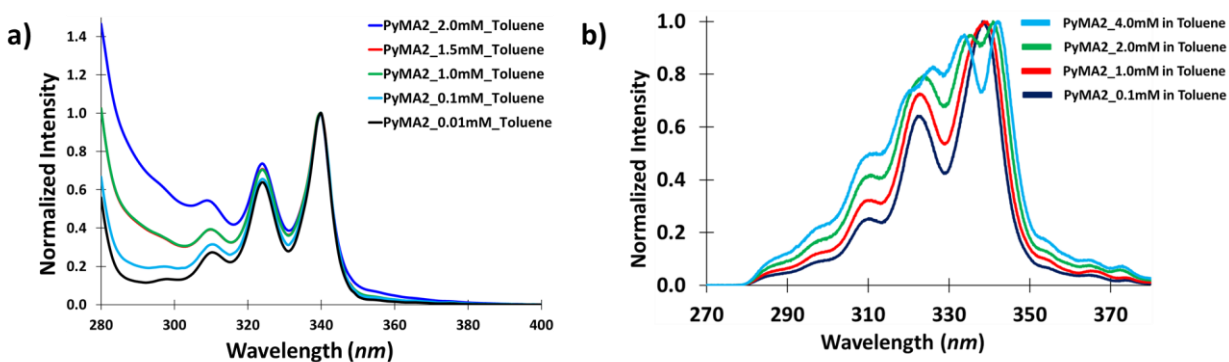 a)
Normalized Intensity
1.4
1.2
1.0
0.8
0.6
0.4
0.2
0.0
280
300
320
340
360
380
400
Wavelength (nm)
PyMA2_2.0mM_Toluene
PyMA2_1.5mM_Toluene
PyMA2_1.0mM_Toluene
PyMA2_0.1mM_Toluene
PyMA2_0.01mM_Toluene
b)
Normalized Intensity
1.0
0.8
0.6
0.4
0.2
0.0
270
290
310
330
350
370
Wavelength (nm)
PyMA2_4.0mM in Toluene
PyMA2_2.0mM in Toluene
PyMA2_1.0mM in Toluene
PyMA2_0.1mM in Toluene